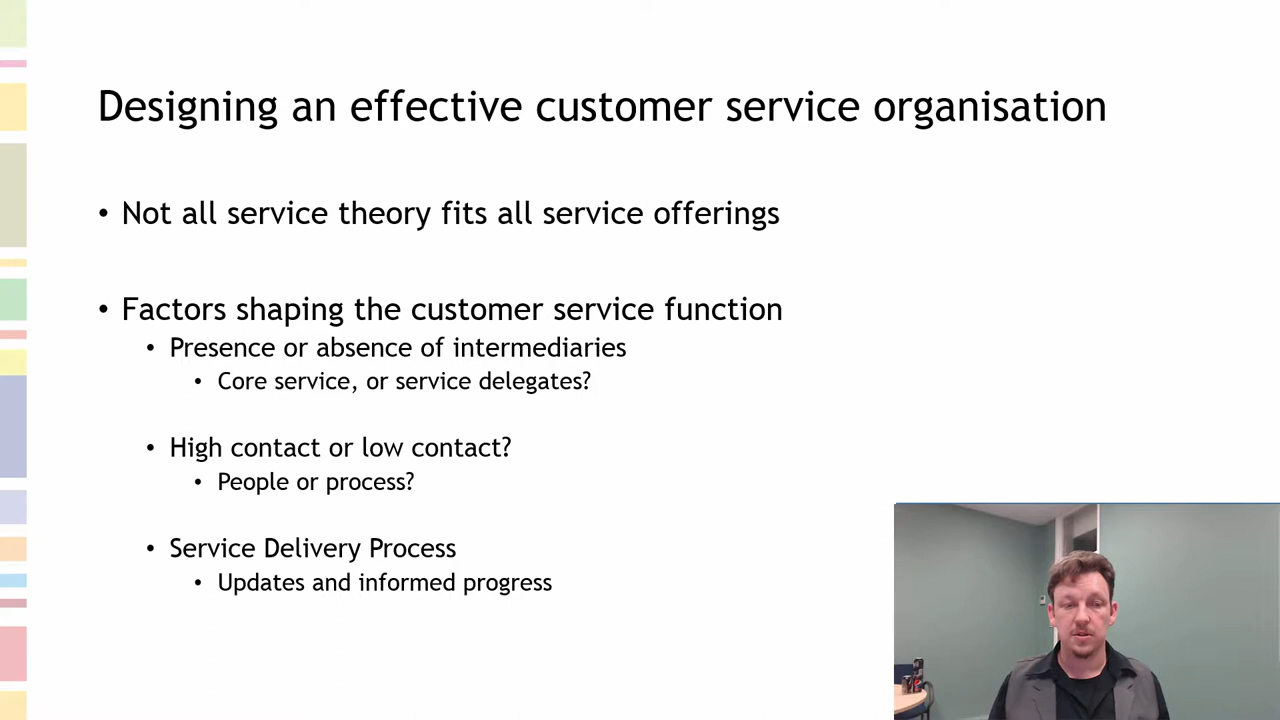 Designing an effective customer service organisation
• Not all service theory fits all service offerings
• Factors shaping the customer service function
• Presence or absence of intermediaries
• Core service, or service delegates?
• High contact or low contact?
• People or process?
• Service Delivery Process
• Updates and informed progress